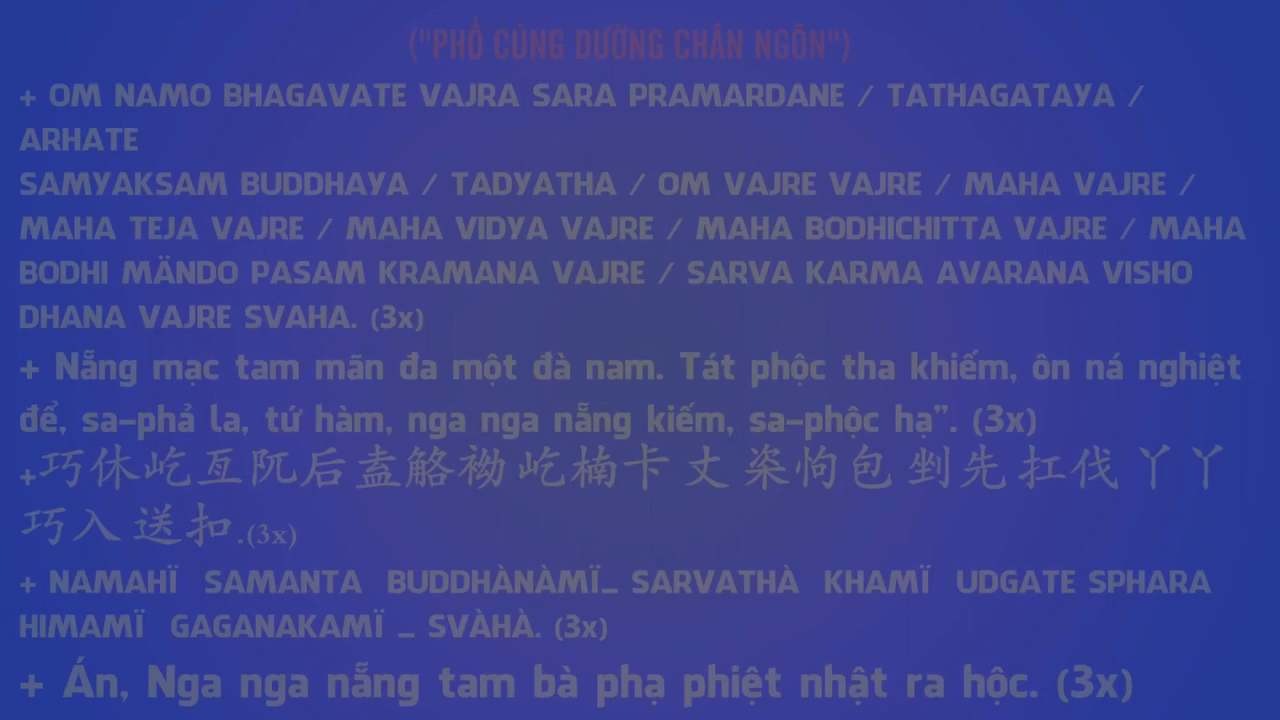 ("PHỔ CÚNG DƯỜNG CHÂN NGÔN")
+ OM NAMO BHAGAVATE VAJRA SARA PRAMARDANE / TATHAGATAYA /
ARHATE
SAMYAKSAM BUDDHAYA / TADYATHA / OM VAJRE VAJRE / MAHA VAJRE /
MAHA TEJA VAJRE / MAHA VIDYA VAJRE / MAHA BODHICHITTA VAJRE / MAHA
BODHI MÄNDO PASAM KRAMANA VAJRE / SARVA KARMA AVARANA VISHO
DHANA VAJRE SVAHA. (3x)
+ Nẵng mạc tam mãn đa một đà nam. Tát phộc tha khiếm, ôn ná nghiệt
để, sa-phả la, tứ hàm, nga nga nẵng kiếm, sa-phộc hạ". (3x)
+巧休屹亙阢后盍觡袎屹楠卡丈 楶怐包 剉先扛伐丫丫
巧入送扣.(3x)
+ NAMAHÏ SAMANTA BUDDHÀNÀMÏ_ SARVATHÀ KHAMÏ UDGATE SPHARA
HIMAMÏ GAGANAKAMÏ _ SVÀHÀ. (3x)
+ Án, Nga nga nẵng tam bà phạ phiệt nhật ra hộc. (3x)